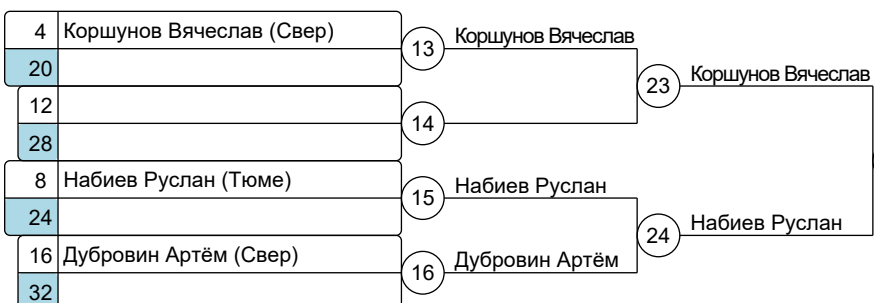 4 Коршунов Вячеслав (Свер)
20
12
28
8 Набиев Руслан (Тюме)
24
16 Дубровин Артём (Свер)
32
13 Коршунов Вячеслав
14
15 Набиев Руслан
16 Дубровин Артём
23 Коршунов Вячеслав
24 Набиев Руслан